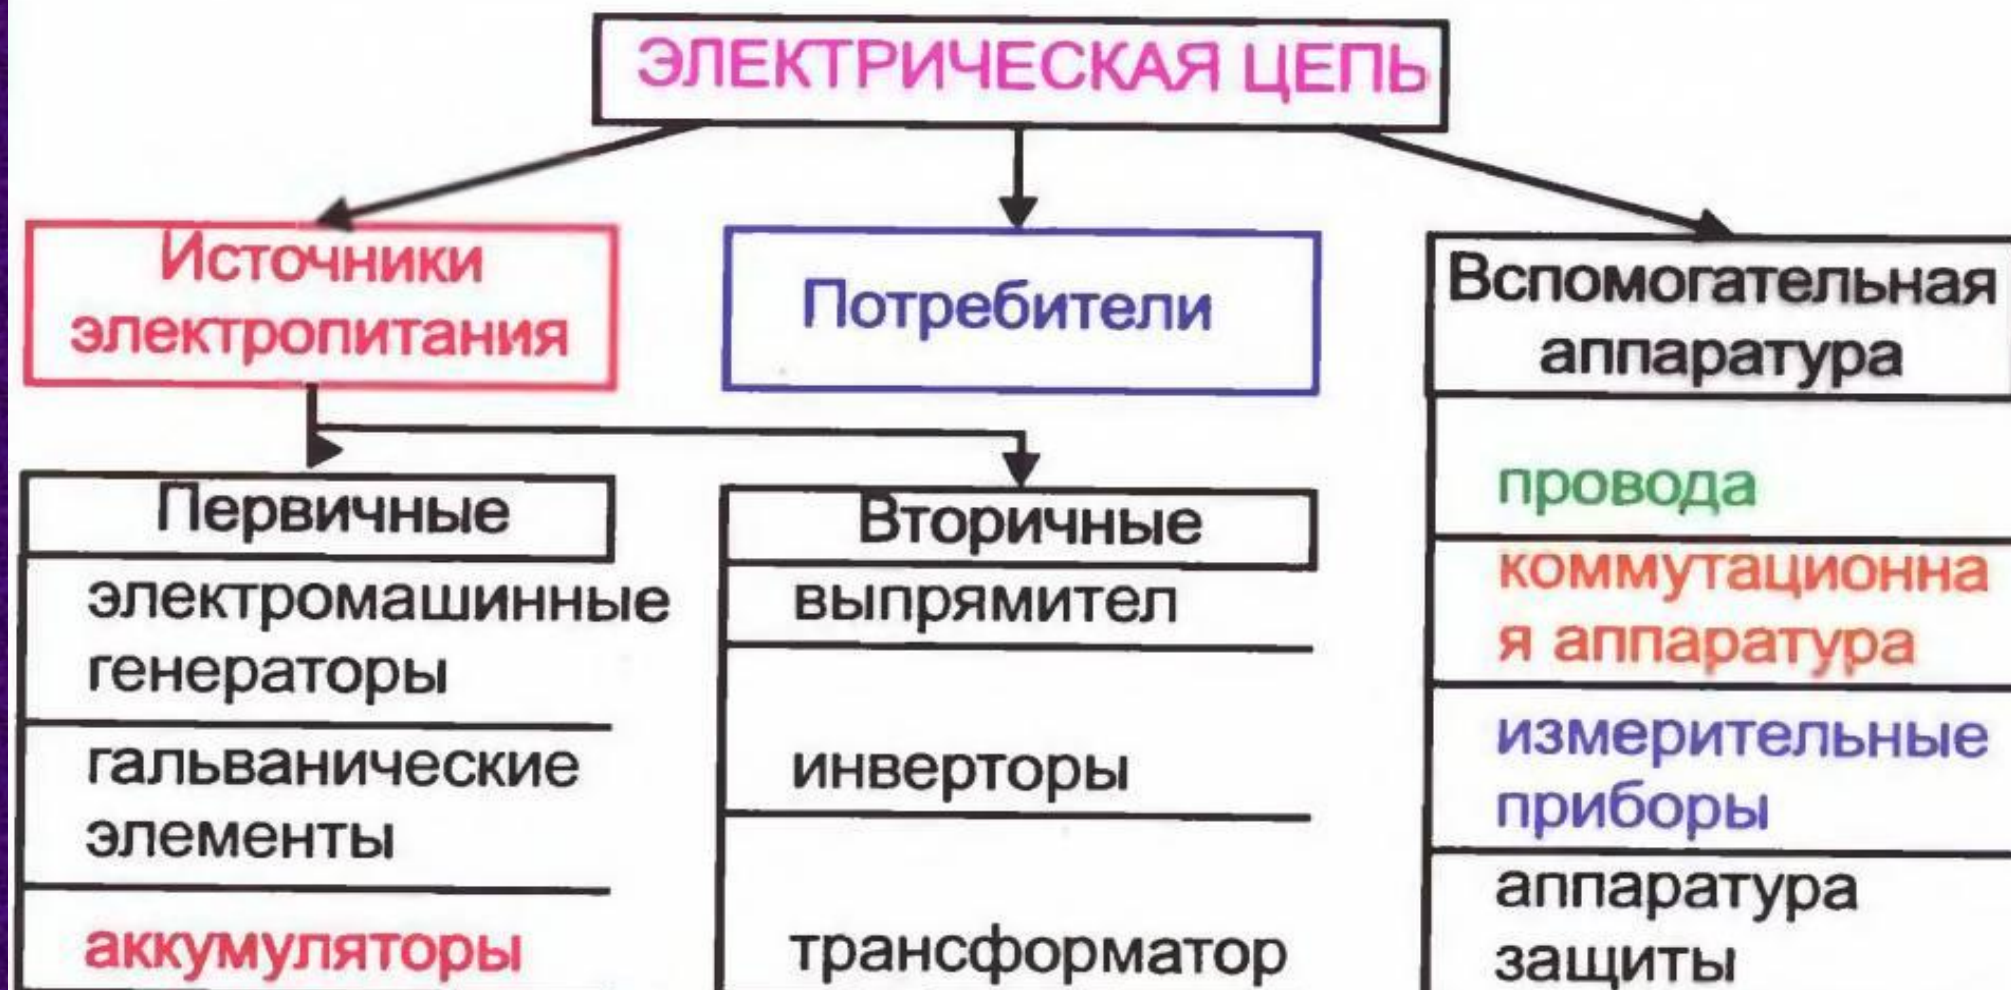 ЭЛЕКТРИЧЕСКАЯ ЦЕПЬ
Источники
электропитания
Потребители
Вспомогательная
аппаратура
Первичные
электромашинные
генераторы
гальванические
элементы
аккумуляторы
Вторичные
выпрямител
инверторы
трансформатор
провода
коммутационна
я аппаратура
измерительные
приборы
аппаратура
защиты